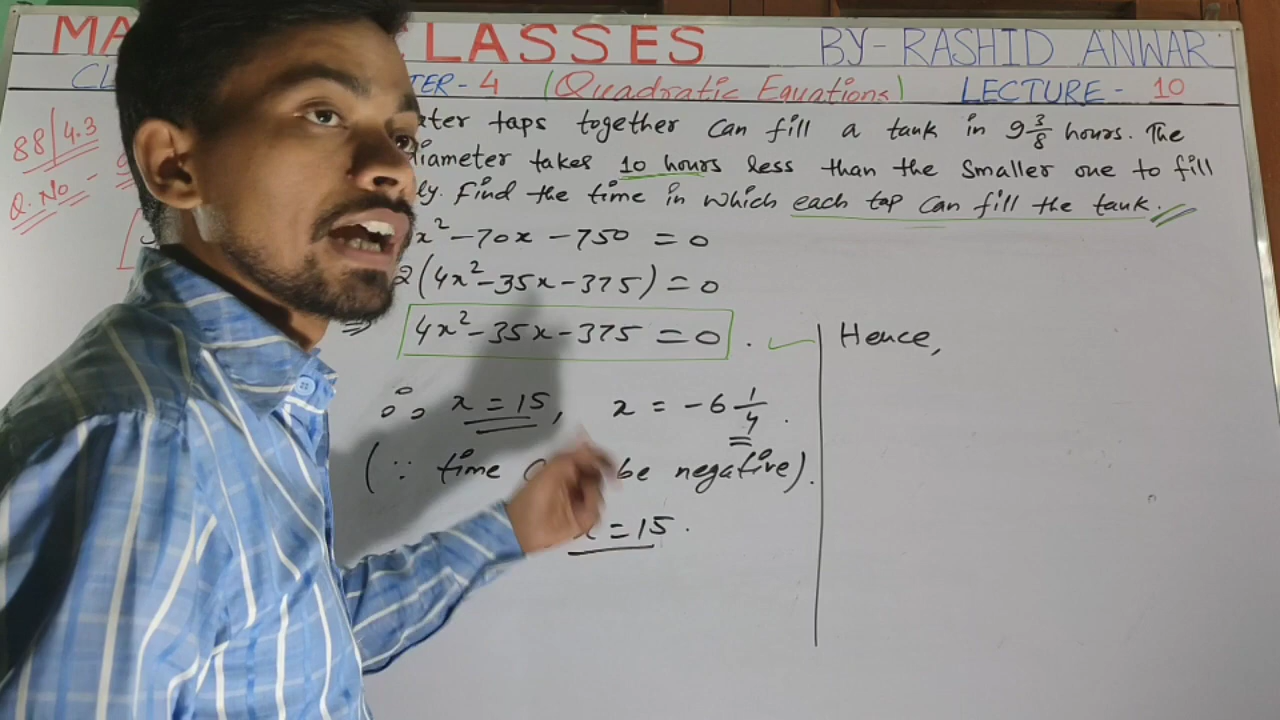 MA LASSES BY- RASHID ANWAR
CL TER- 4 (Quadratic Equations) LECTURE- 10
88/4.3
Q. No -
ter taps together can fill a tank in 9 3/8 hours. The
diameter takes 10 hours less than the smaller one to fill
ly. Find the time in which each tap can fill the tank.
x² - 70x - 750 = 0
2(4x² - 35x - 375) = 0
⇒ 4x² - 35x - 375 = 0.
Hence,
∴ x = 15, x = -6 1/4.
(∵ time be negative).
x = 15.